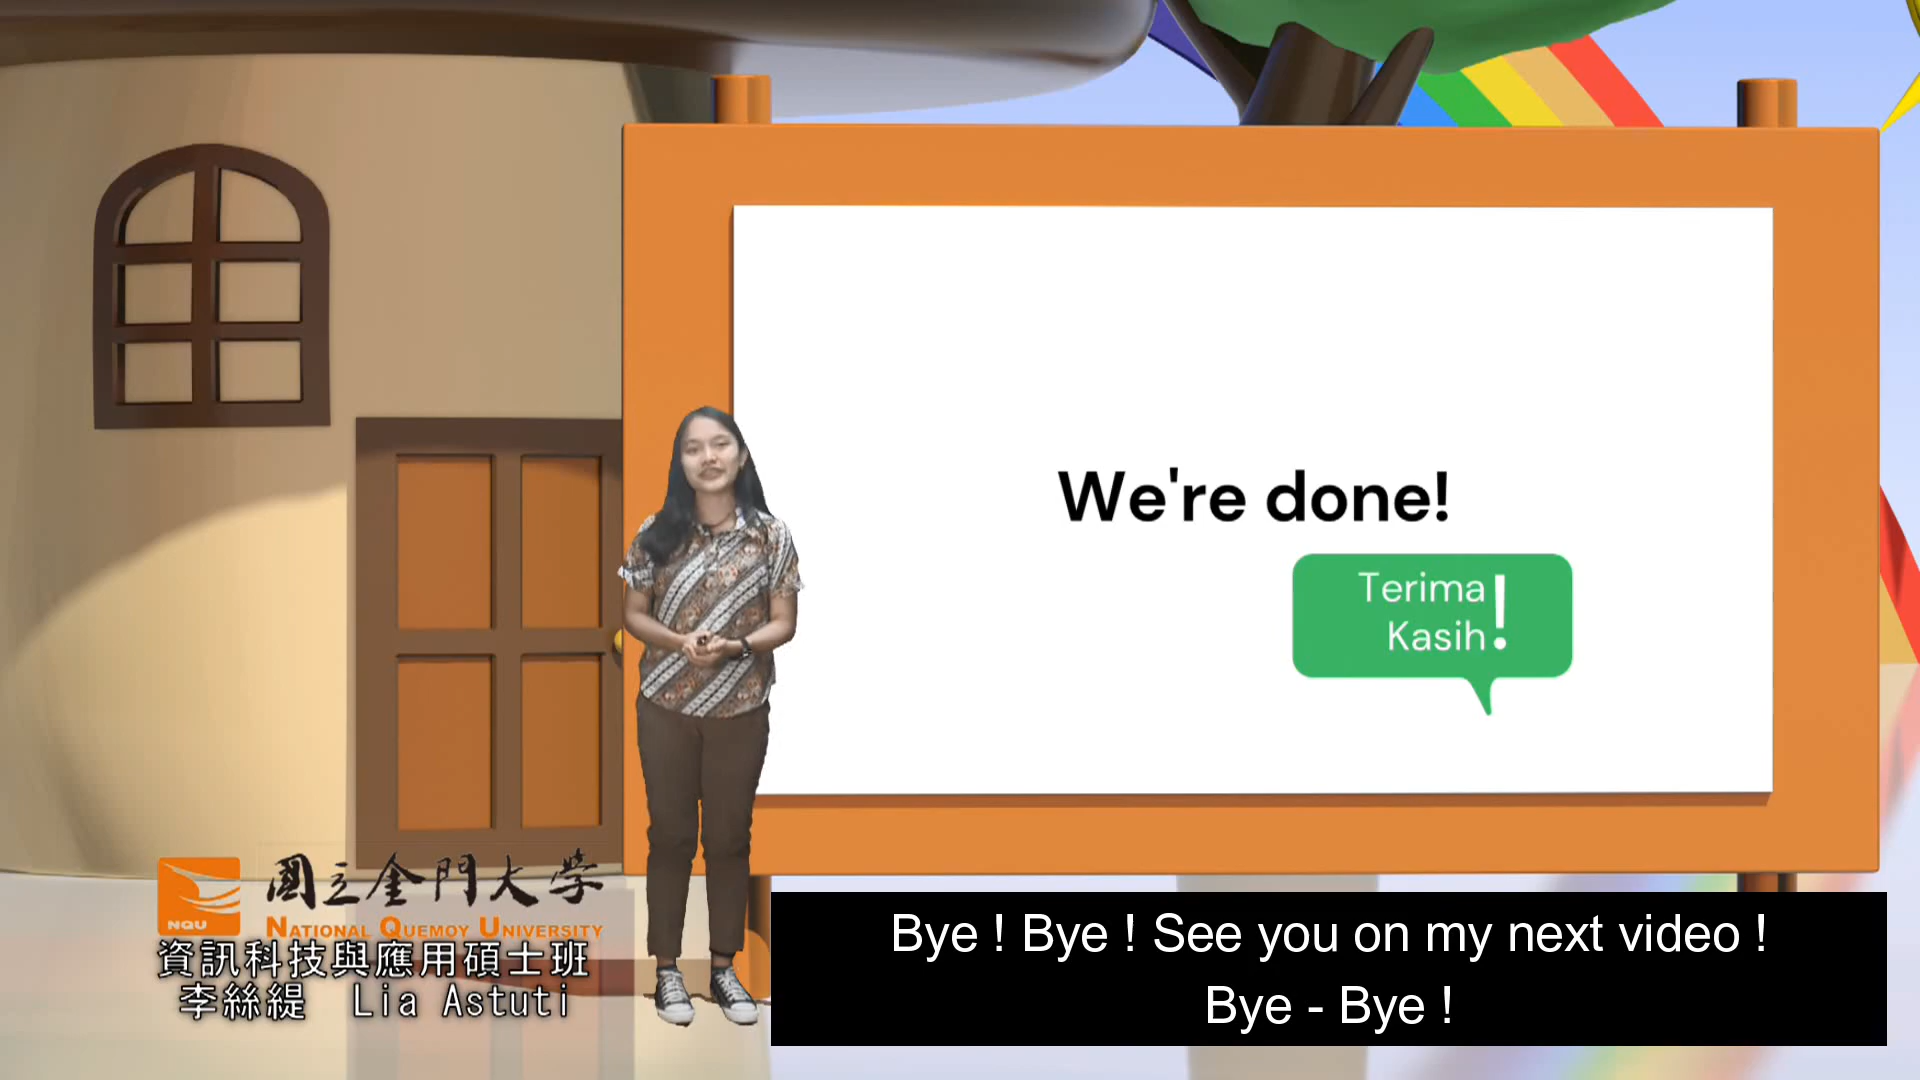 We're done!
Terima
Kasih!
國立金門大學
NQU
NATIONAL QUEMOY UNIVERSITY
資訊科技與應用碩士班
李絲緹 Lia Astuti
Bye ! Bye ! See you on my next video !
Bye - Bye !